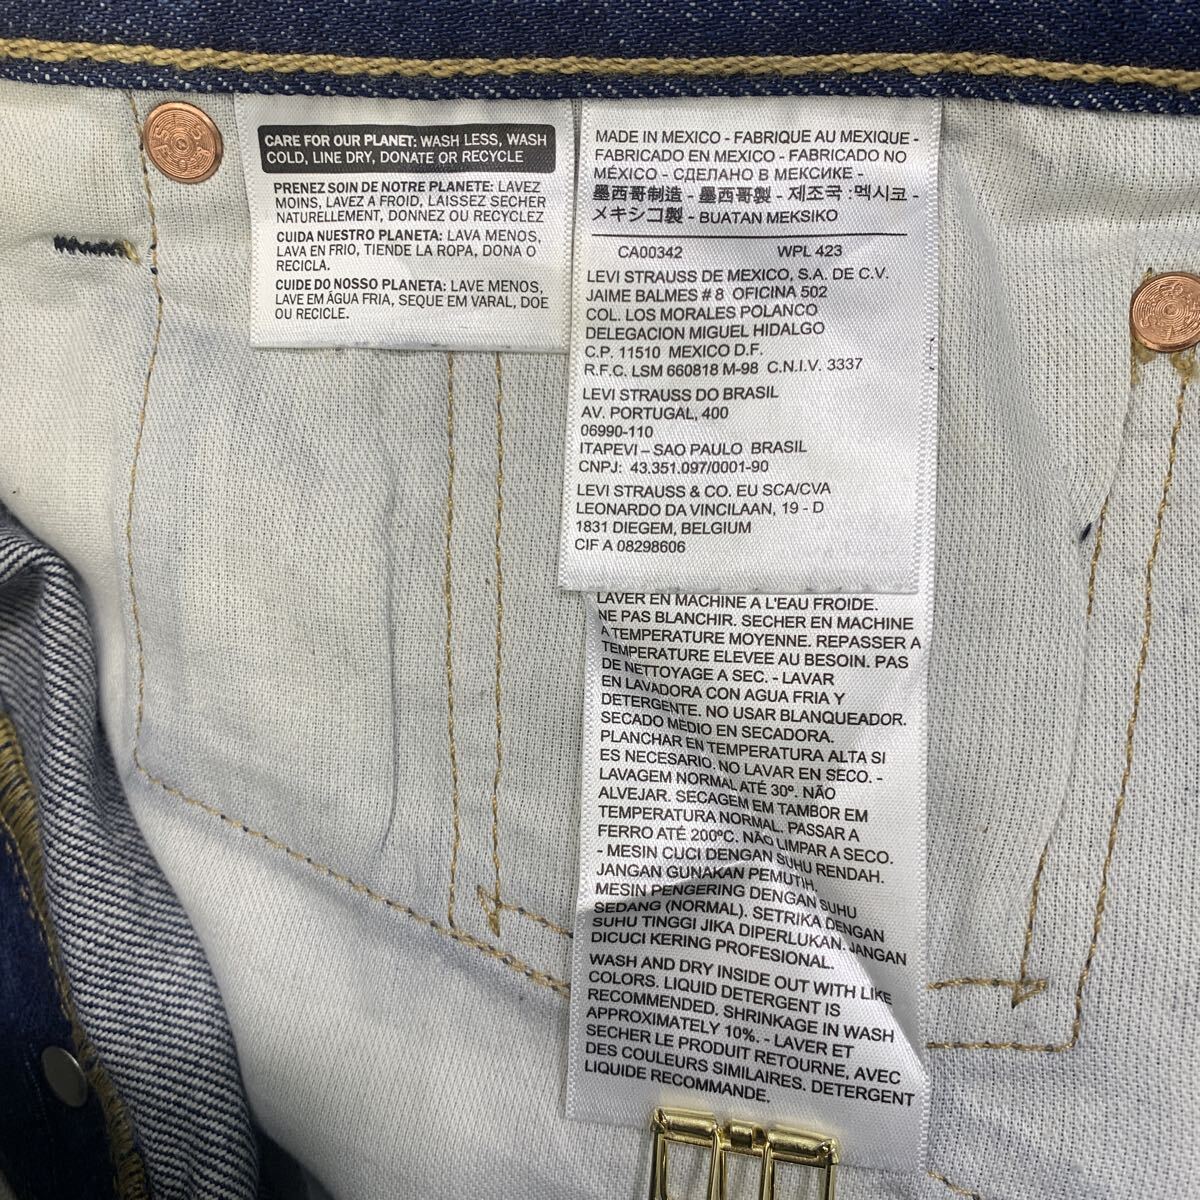 CARE FOR OUR PLANET: WASH LESS, WASH
COLD, LINE DRY, DONATE OR RECYCLE
PRENEZ SOIN DE NOTRE PLANETE: LAVEZ
MOINS, LAVEZ A FROID, LAISSEZ SECHER
NATURELLEMENT, DONNEZ OU RECYCLEZ
CUIDA NUESTRO PLANETA: LAVA MENOS,
LAVA EN FRIO, TIENDE LA ROPA, DONA O
RECICLA.
CUIDE DO NOSSO PLANETA: LAVE MENOS,
LAVE EM ÁGUA FRIA, SEQUE EM VARAL, DOE
OU RECICLE.
MADE IN MEXICO - FABRIQUE AU MEXIQUE -
FABRICADO EN MEXICO - FABRICADO NO
MÉXICO - СДЕЛАНО В МЕКСИКЕ -
墨西哥制造 - 墨西哥製 - 제조국 :멕시코 -
メキシコ製 - BUATAN MEKSIKO
CA00342 WPL 423
LEVI STRAUSS DE MEXICO, S.A. DE C.V.
JAIME BALMES # 8 OFICINA 502
COL. LOS MORALES POLANCO
DELEGACION MIGUEL HIDALGO
C.P. 11510 MEXICO D.F.
R.F.C. LSM 660818 M-98 C.N.I.V. 3337
LEVI STRAUSS DO BRASIL
AV. PORTUGAL, 400
06990-110
ITAPEVI – SAO PAULO BRASIL
CNPJ: 43.351.097/0001-90
LEVI STRAUSS & CO. EU SCA/CVA
LEONARDO DA VINCILAAN, 19 - D
1831 DIEGEM, BELGIUM
CIF A 08298606
LAVER EN MACHINE A L'EAU FROIDE.
NE PAS BLANCHIR. SECHER EN MACHINE
A TEMPERATURE MOYENNE. REPASSER A
TEMPERATURE ELEVEE AU BESOIN. PAS
DE NETTOYAGE A SEC. - LAVAR
EN LAVADORA CON AGUA FRIA Y
DETERGENTE. NO USAR BLANQUEADOR.
SECADO MEDIO EN SECADORA.
PLANCHAR EN TEMPERATURA ALTA SI
ES NECESARIO. NO LAVAR EN SECO. -
LAVAGEM NORMAL ATÉ 30º. NÃO
ALVEJAR. SECAGEM EM TAMBOR EM
TEMPERATURA NORMAL. PASSAR A
FERRO ATÉ 200ºC. NÃO LIMPAR A SECO.
- MESIN CUCI DENGAN SUHU RENDAH.
JANGAN GUNAKAN PEMUTIH.
MESIN PENGERING DENGAN SUHU
SEDANG (NORMAL). SETRIKA DENGAN
SUHU TINGGI JIKA DIPERLUKAN. JANGAN
DICUCI KERING PROFESIONAL.
WASH AND DRY INSIDE OUT WITH LIKE
COLORS. LIQUID DETERGENT IS
RECOMMENDED. SHRINKAGE IN WASH
APPROXIMATELY 10%. - LAVER ET
SECHER LE PRODUIT RETOURNE, AVEC
DES COULEURS SIMILAIRES. DETERGENT
LIQUIDE RECOMMANDE.